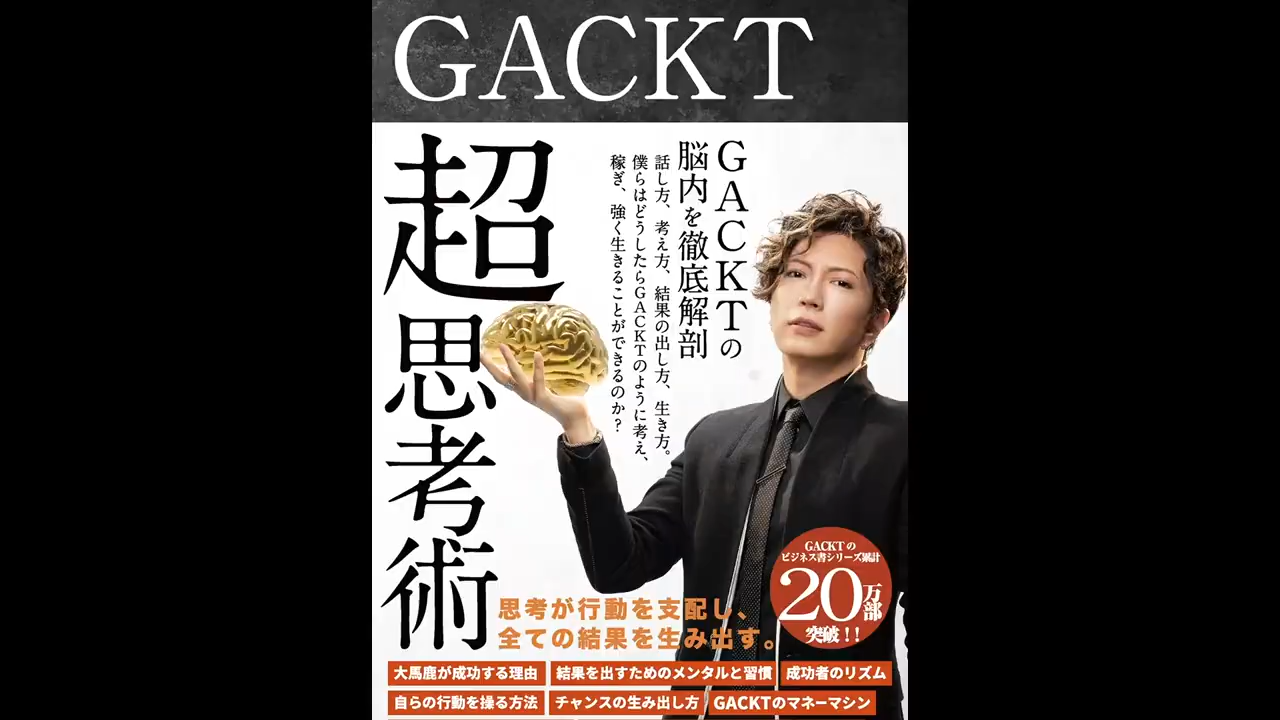 GACKT
超思考術
GACKTの
脳内を徹底解剖
話し方、考え方、結果の出し方、生き方。
僕らはどうしたらGACKTのように考え、
稼ぎ、強く生きることができるのか?
GACKTの
ビジネス書シリーズ累計
20万部
突破!!
思考が行動を支配し、
全ての結果を生み出す。
大馬鹿が成功する理由
結果を出すためのメンタルと習慣
成功者のリズム
自らの行動を操る方法
チャンスの生み出し方
GACKTのマネーマシン